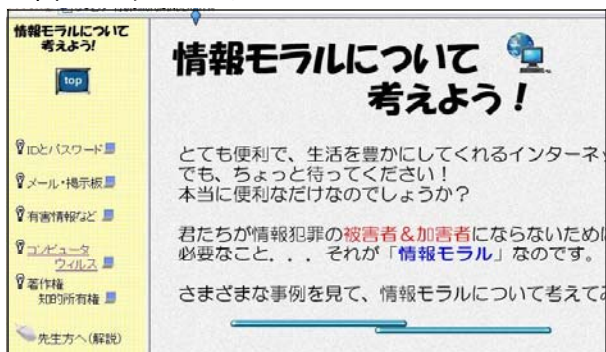 情報モラルについて
考えよう!
top
IDとパスワード
メール・掲示板
有害情報など
コンピュータ
ウィルス
著作権
知的所有権
先生方へ(解説)
情報モラルについて
考えよう!
とても便利で、生活を豊かにしてくれるインターネッ
でも、ちょっと待ってください!
本当に便利なだけなのでしょうか?
君たちが情報犯罪の被害者&加害者にならないため
必要なこと...それが「情報モラル」なのです。
さまざまな事例を見て、情報モラルについて考えて